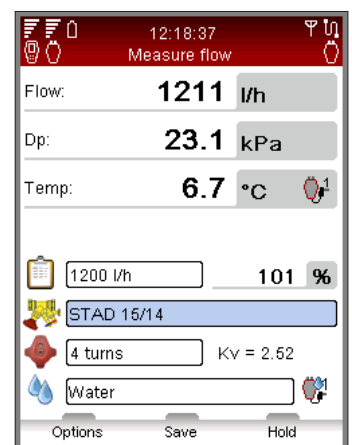 12:18:37
Measure flow
Flow: 1211 l/h
Dp: 23.1 kPa
Temp: 6.7 °C 1
1200 l/h 101 %
STAD 15/14
4 turns Kv = 2.52
Water
Options Save Hold